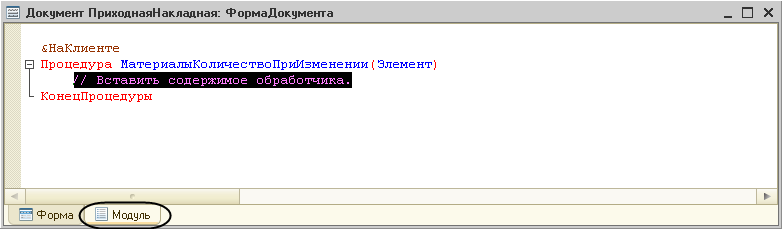 Документ ПриходнаяНакладная: ФормаДокумента
&НаКлиенте
Процедура МатериалыКоличествоПриИзменении(Элемент)
// Вставить содержимое обработчика.
КонецПроцедуры
Форма Модуль